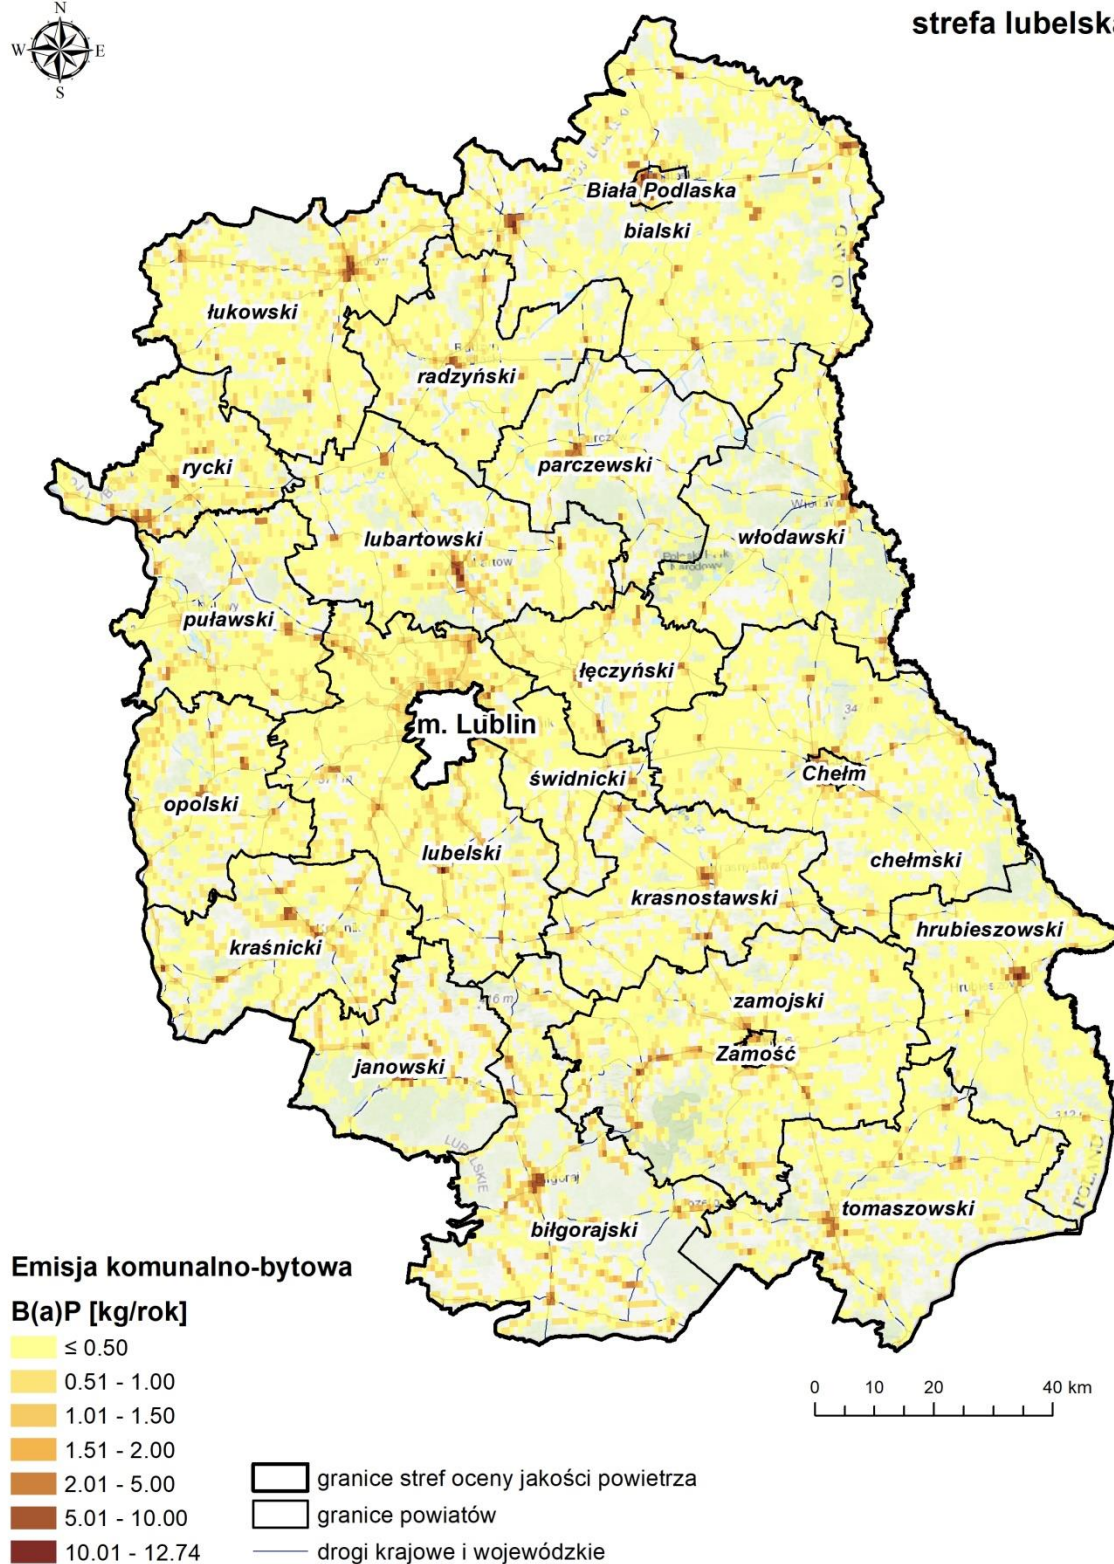 N
strefa lubelska
W E
S
Biała Podlaska
bialski
łukowski
radzyński
rycki
parczewski
lubartowski
włodawski
puławski
łęczyński
m. Lublin
34
świdnicki
Chełm
opolski
lubelski
chełmski
krasnostawski
kraśnicki
hrubieszowski
zamojski
Zamość
janowski
LUBELSKIE
POLAND
tomaszowski
biłgorajski
Emisja komunalno-bytowa
B(a)P [kg/rok]
≤ 0.50
0.51 - 1.00
1.01 - 1.50
1.51 - 2.00
2.01 - 5.00
5.01 - 10.00
10.01 - 12.74
0 10 20 40 km
granice stref oceny jakości powietrza
granice powiatów
drogi krajowe i wojewódzkie